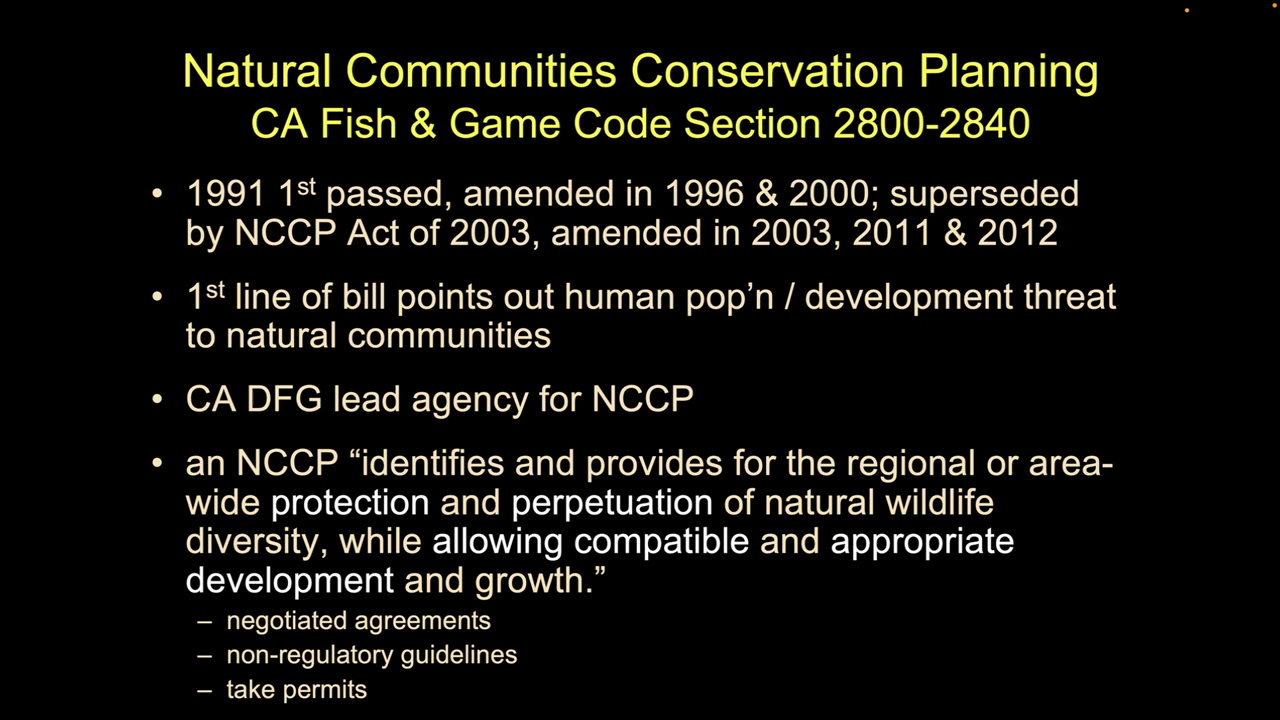 Natural Communities Conservation Planning
CA Fish & Game Code Section 2800-2840
• 1991 1st passed, amended in 1996 & 2000; superseded
by NCCP Act of 2003, amended in 2003, 2011 & 2012
• 1st line of bill points out human pop’n / development threat
to natural communities
• CA DFG lead agency for NCCP
• an NCCP “identifies and provides for the regional or area-
wide protection and perpetuation of natural wildlife
diversity, while allowing compatible and appropriate
development and growth.”
– negotiated agreements
– non-regulatory guidelines
– take permits